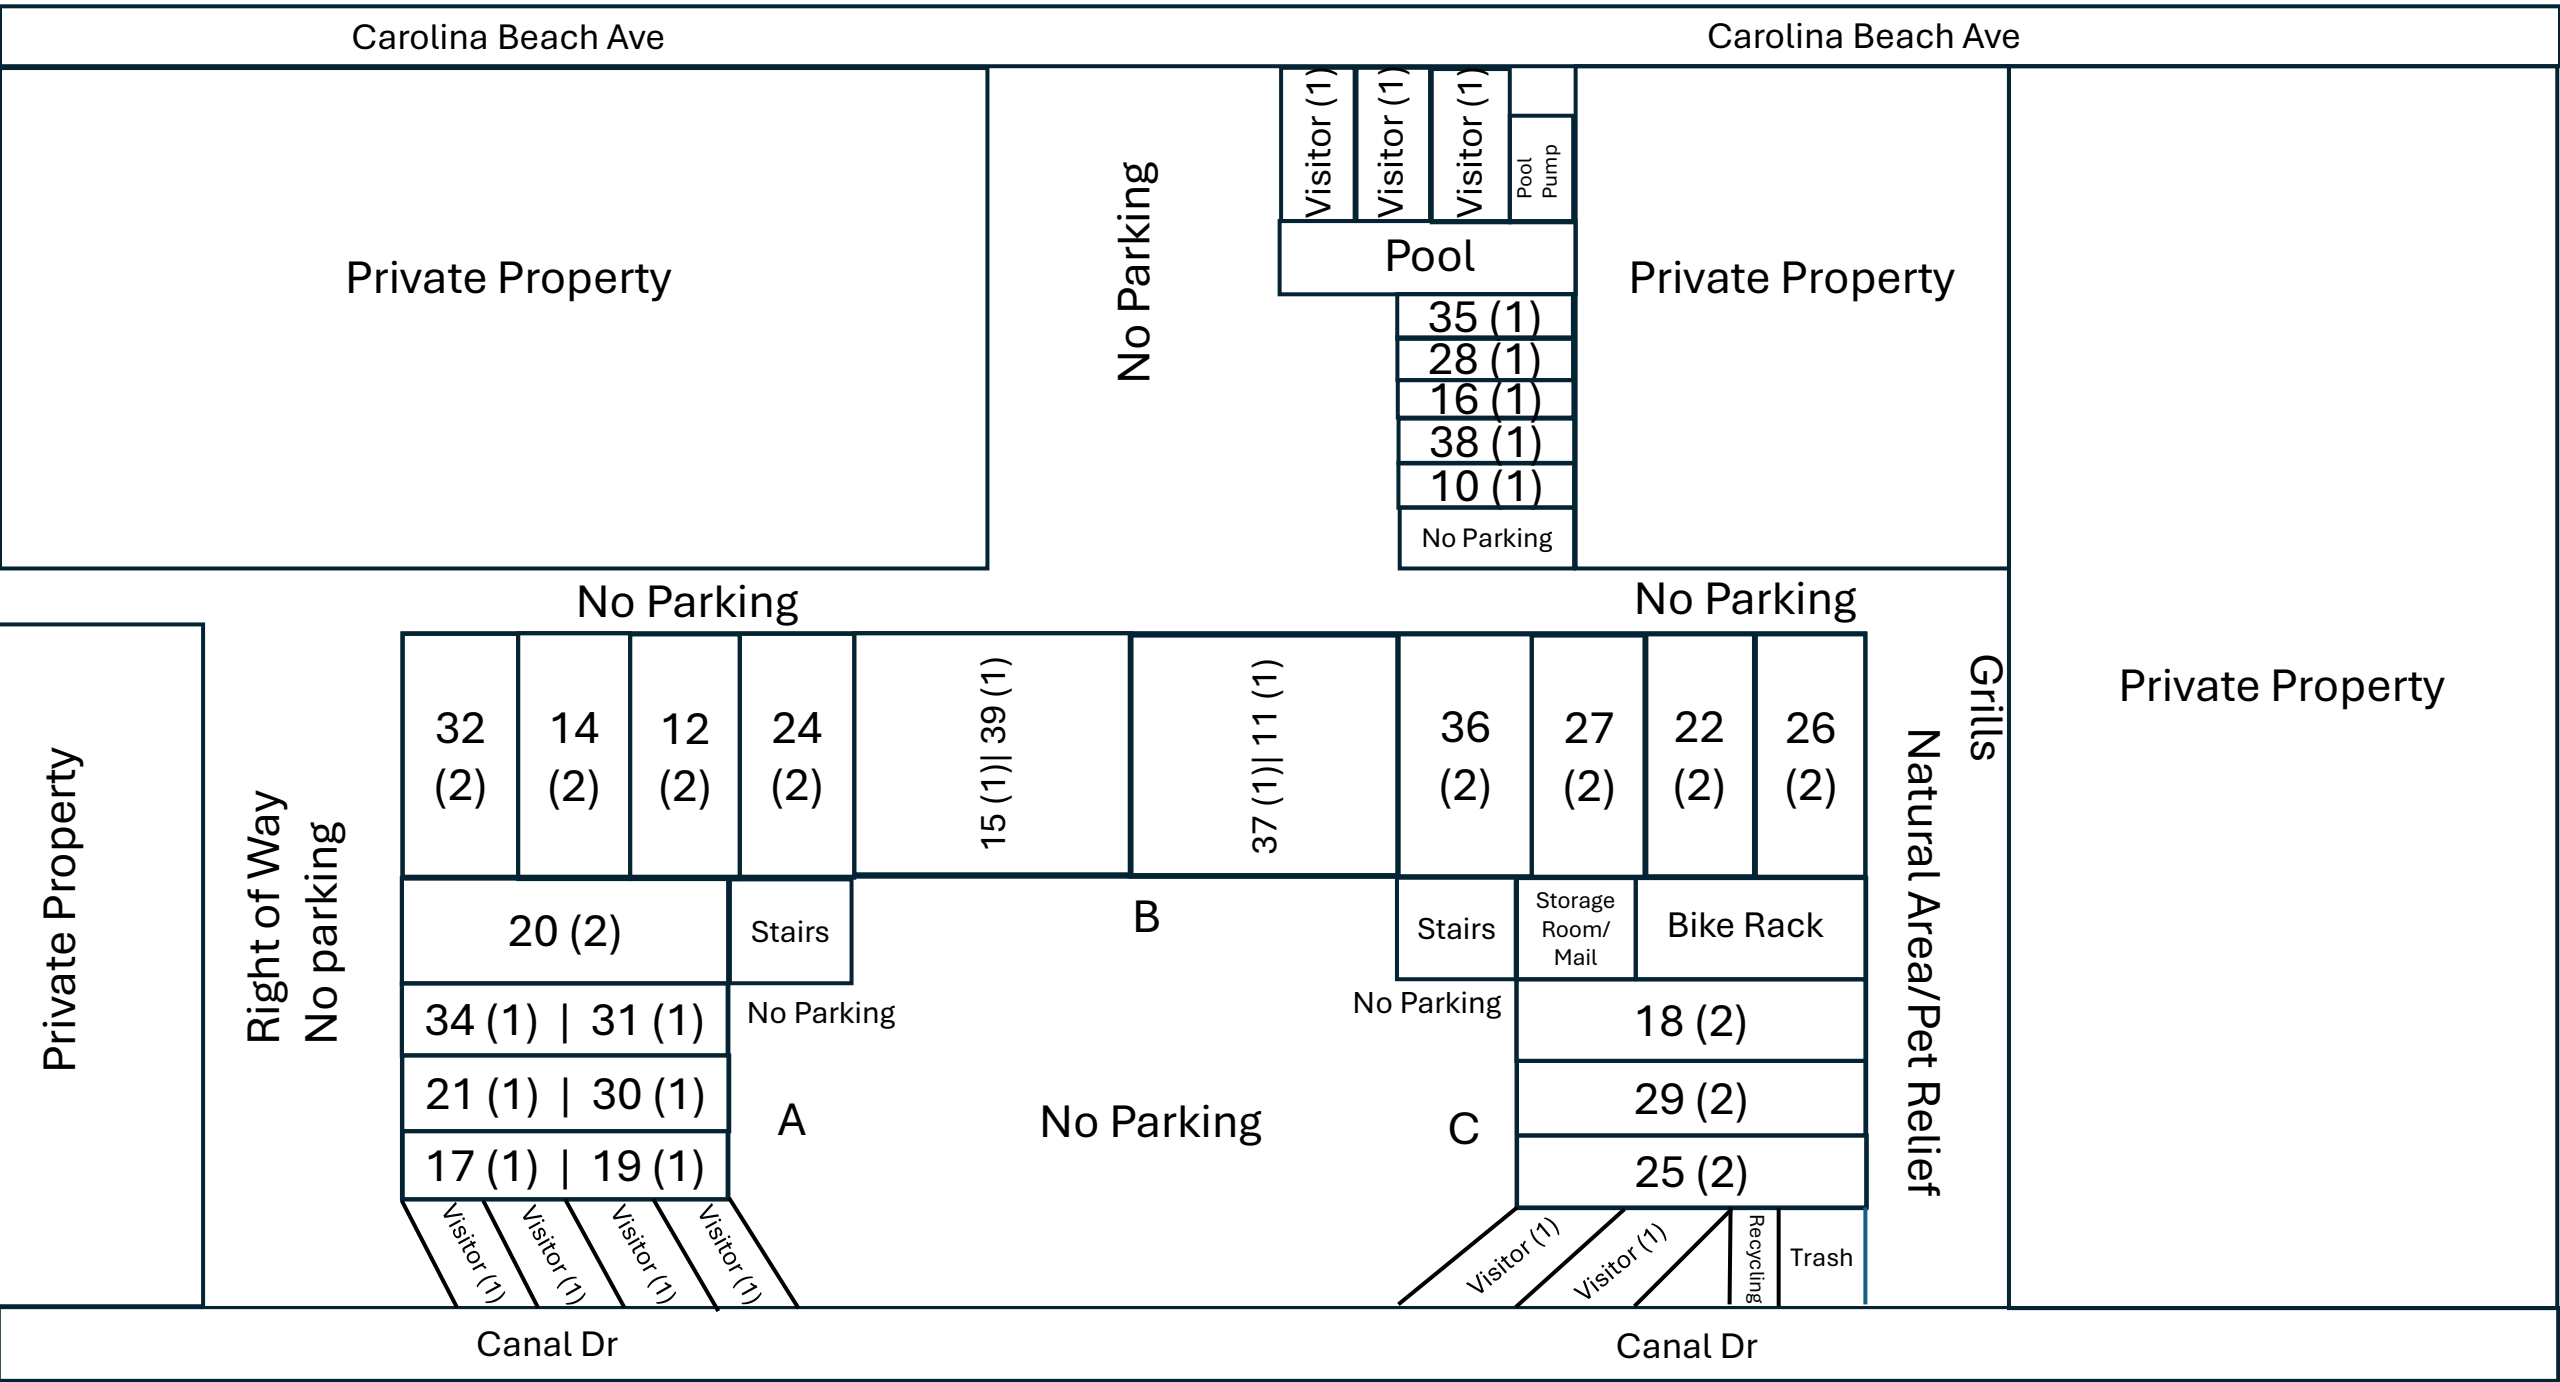 Carolina Beach Ave
Carolina Beach Ave
Private Property
No Parking
Visitor (1)
Visitor (1)
Visitor (1)
Pool
Pump
Pool
35 (1)
28 (1)
16 (1)
38 (1)
10 (1)
No Parking
Private Property
Private Property
No Parking
No Parking
Private Property
Right of Way
No parking
32
(2)
14
(2)
12
(2)
24
(2)
15 (1)| 39 (1)
37 (1)| 11 (1)
36
(2)
27
(2)
22
(2)
26
(2)
Grills
Natural Area/Pet Relief
20 (2)
Stairs
B
Stairs
Storage
Room/
Mail
Bike Rack
34 (1) | 31 (1)
No Parking
No Parking
18 (2)
21 (1) | 30 (1)
A
No Parking
C
29 (2)
17 (1) | 19 (1)
25 (2)
Visitor (1)
Visitor (1)
Visitor (1)
Visitor (1)
Visitor (1)
Visitor (1)
Recycling
Trash
Canal Dr
Canal Dr